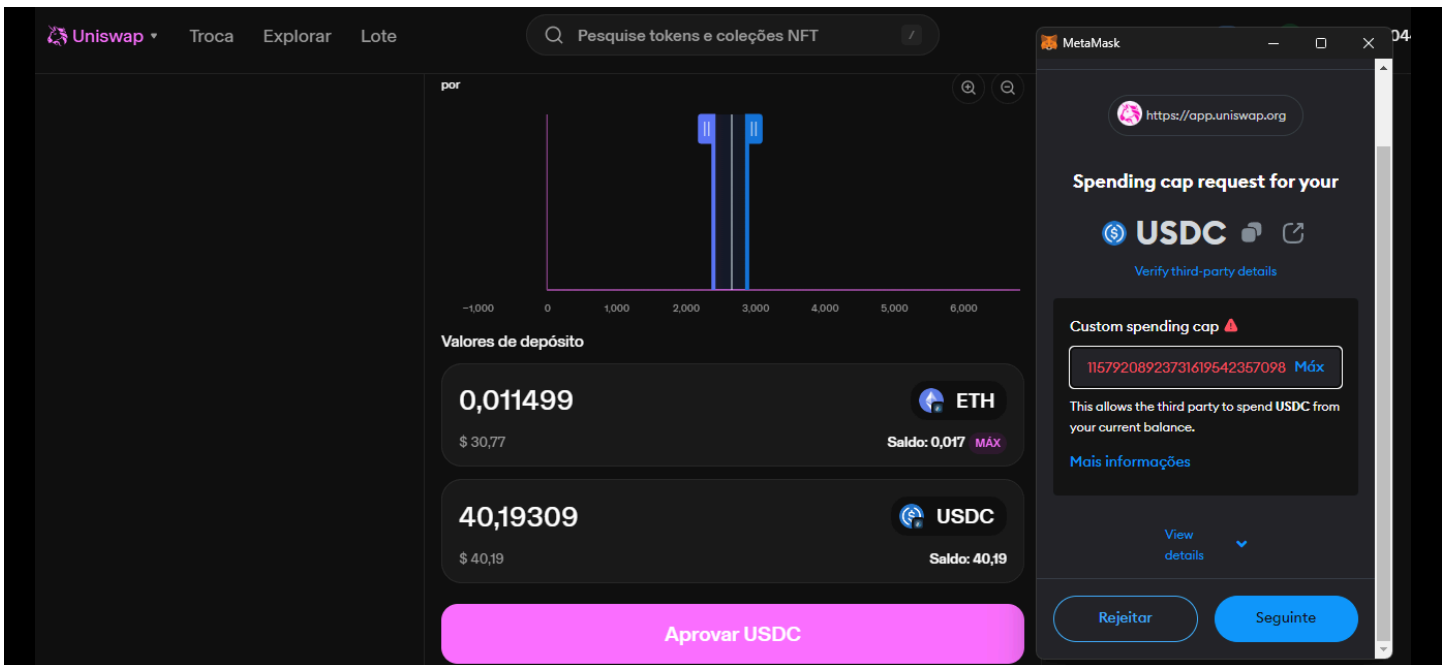 Uniswap
Troca
Explorar
Lote
Pesquise tokens e coleções NFT
/
por
−1,000
0
1,000
2,000
3,000
4,000
5,000
6,000
Valores de depósito
0,011499
ETH
$ 30,77
Saldo: 0,017 MÁX
40,19309
USDC
$ 40,19
Saldo: 40,19
Aprovar USDC
MetaMask
https://app.uniswap.org
Spending cap request for your
USDC
Verify third-party details
Custom spending cap
1157920892373161954235709​8 Máx
This allows the third party to spend USDC from
your current balance.
Mais informações
View
details
Rejeitar
Seguinte